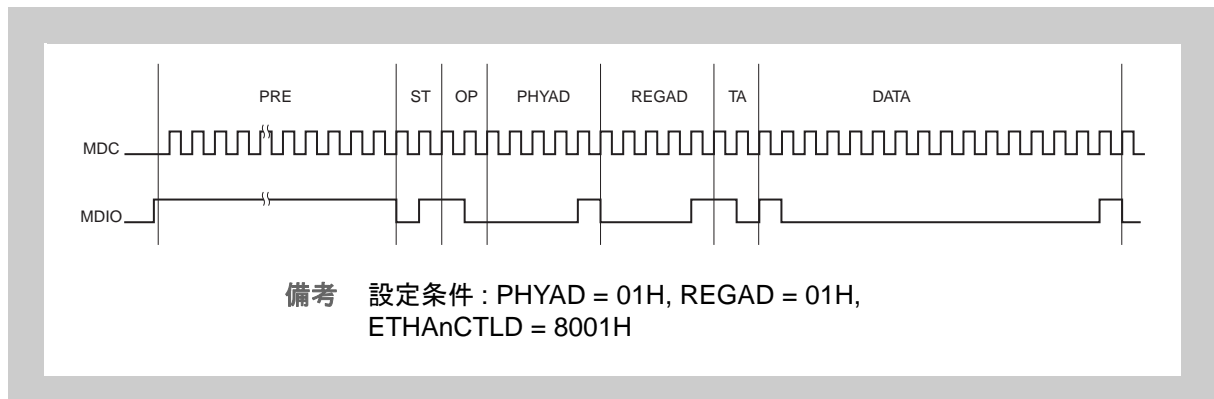 PRE ST OP PHYAD REGAD TA DATA
MDC
MDIO
備考 設定条件 : PHYAD = 01H, REGAD = 01H,
ETHAnCTLD = 8001H